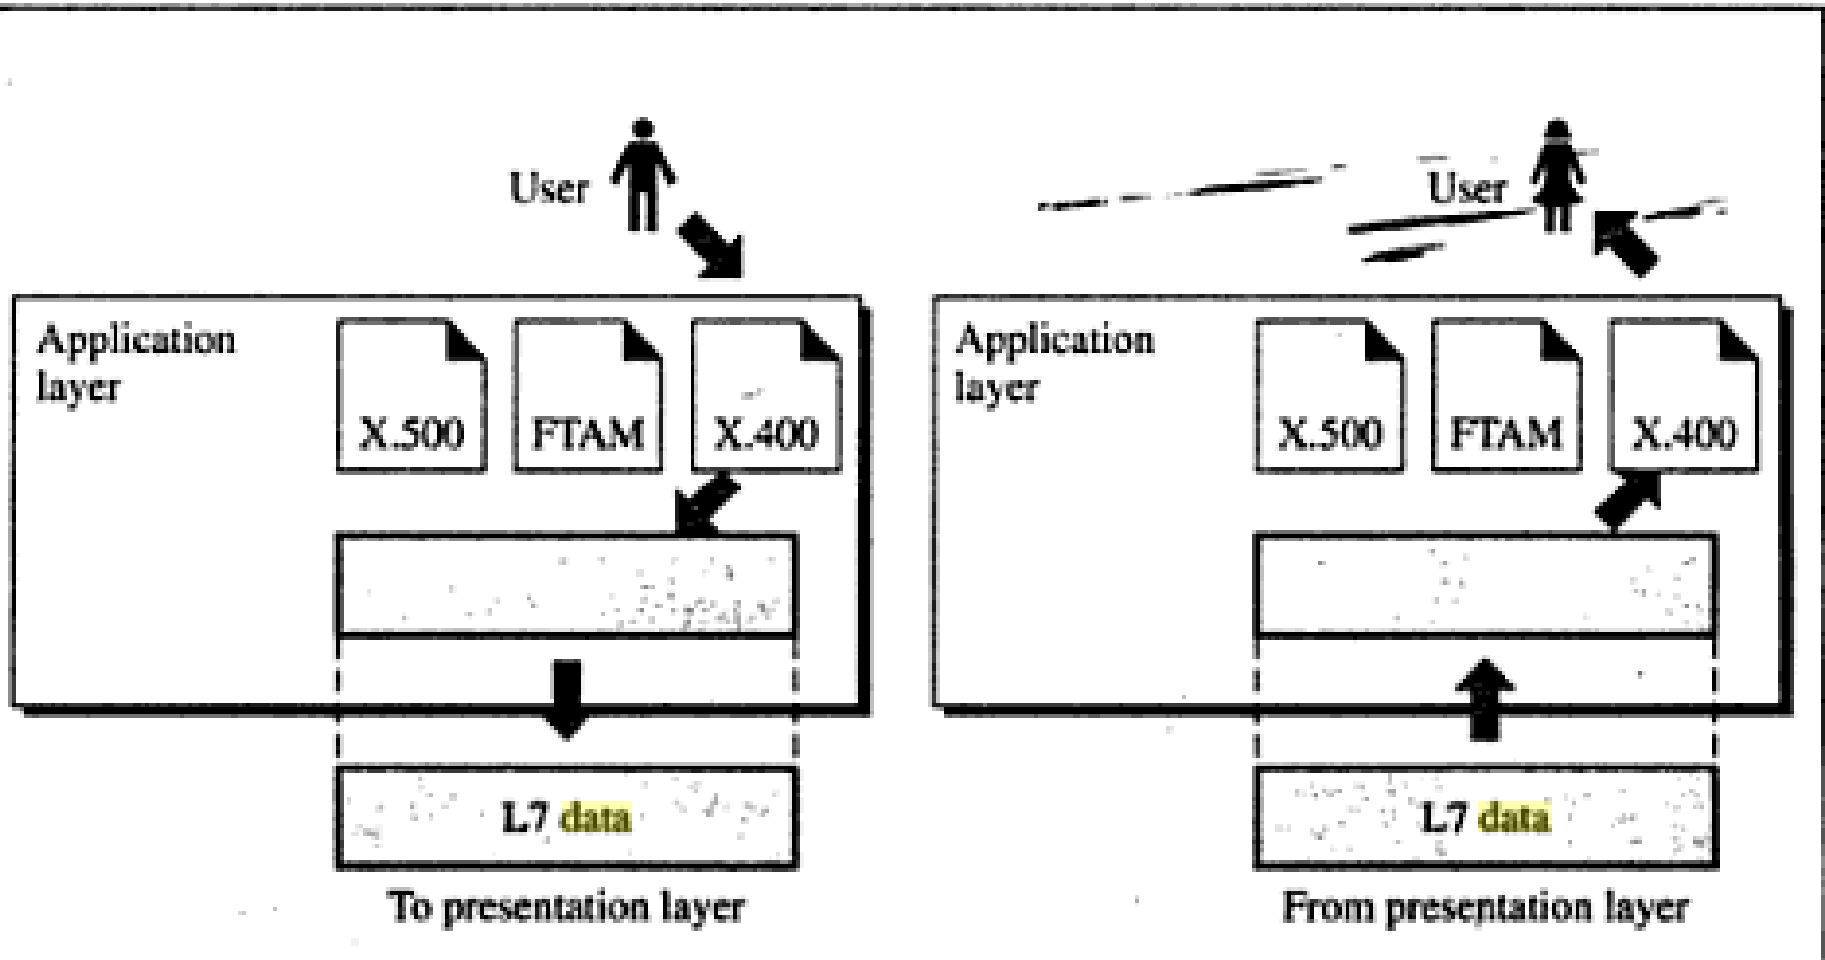 User
User
Application
layer
X.500
FTAM
X.400
L7 data
To presentation layer
Application
layer
X.500
FTAM
X.400
L7 data
From presentation layer